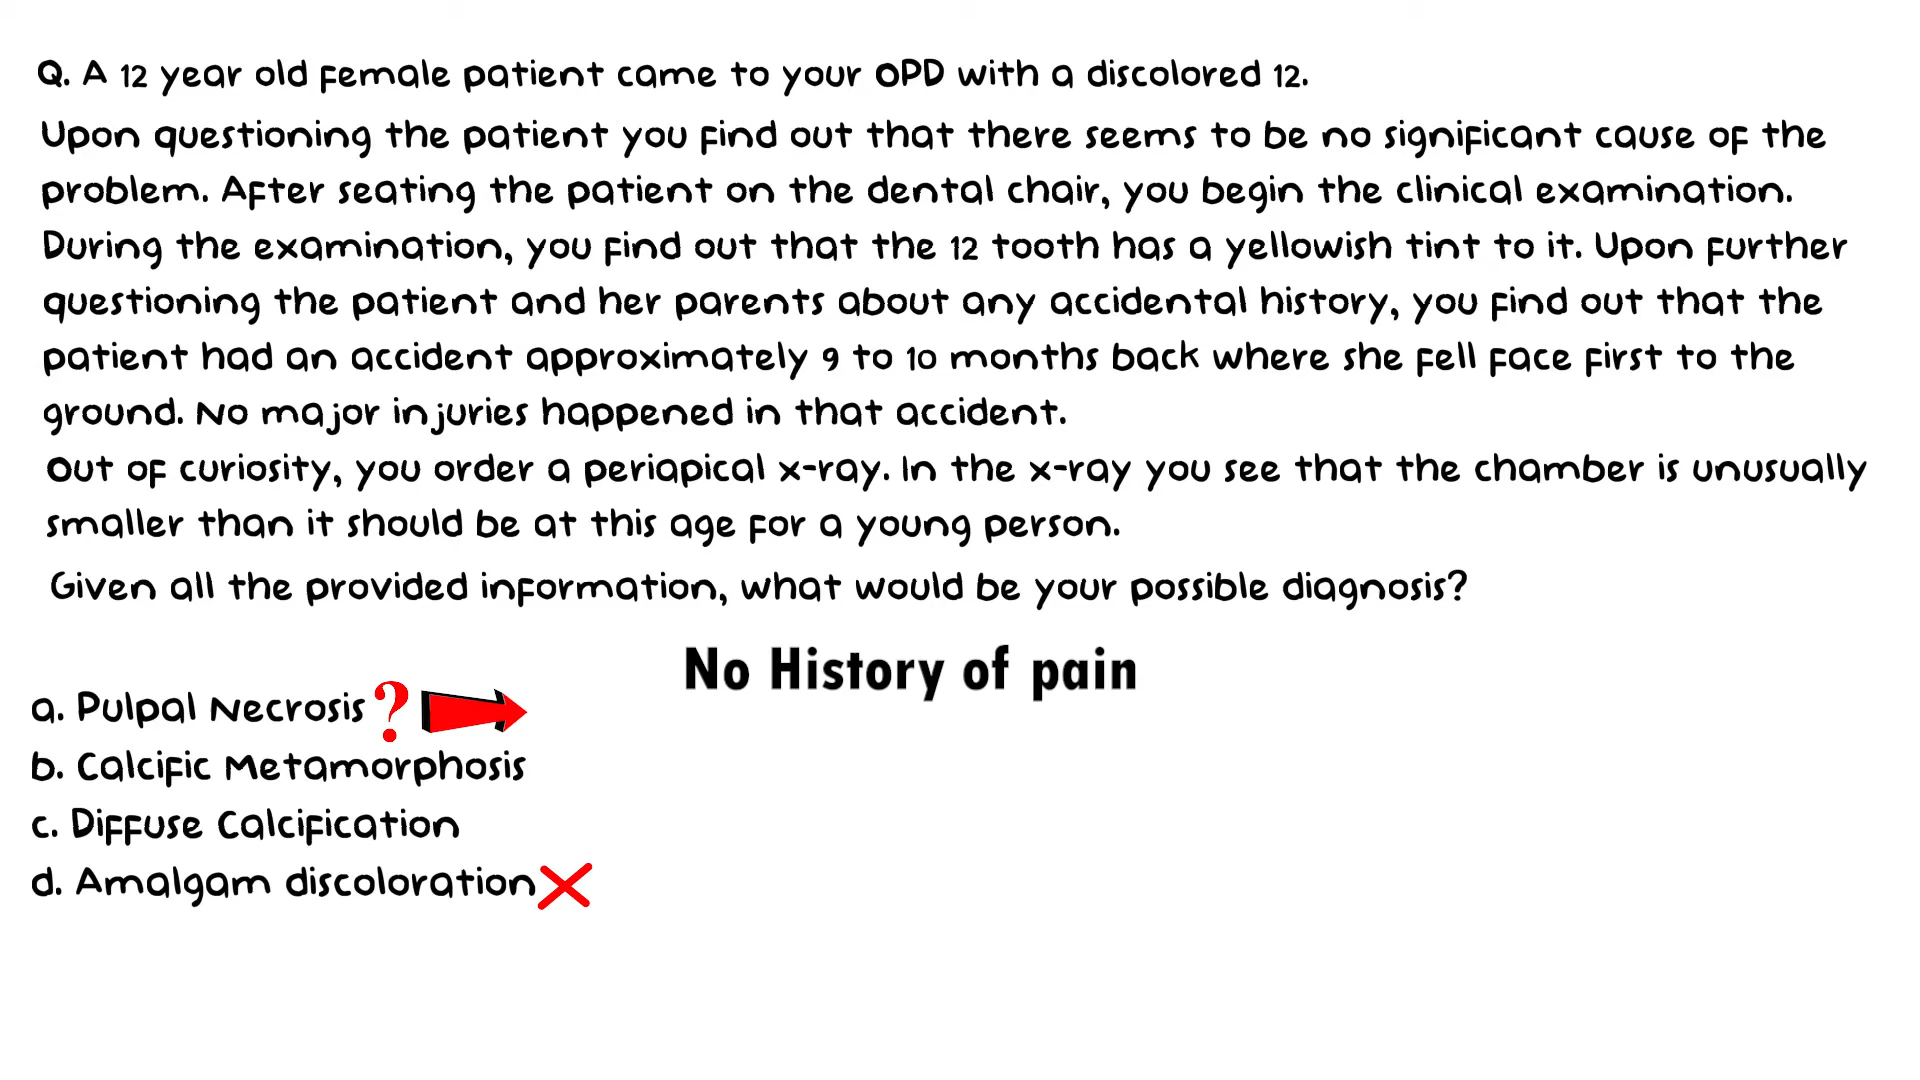 Q. A 12 year old female patient came to your OPD with a discolored 12.
Upon questioning the patient you find out that there seems to be no significant cause of the
problem. After seating the patient on the dental chair, you begin the clinical examination.
During the examination, you find out that the 12 tooth has a yellowish tint to it. Upon further
questioning the patient and her parents about any accidental history, you find out that the
patient had an accident approximately 9 to 10 months back where she fell face first to the
ground. No major injuries happened in that accident.
Out of curiosity, you order a periapical x-ray. In the x-ray you see that the chamber is unusually
smaller than it should be at this age for a young person.
Given all the provided information, what would be your possible diagnosis?
No History of pain
a. Pulpal Necrosis ?
b. Calcific Metamorphosis
c. Diffuse Calcification
d. Amalgam discoloration